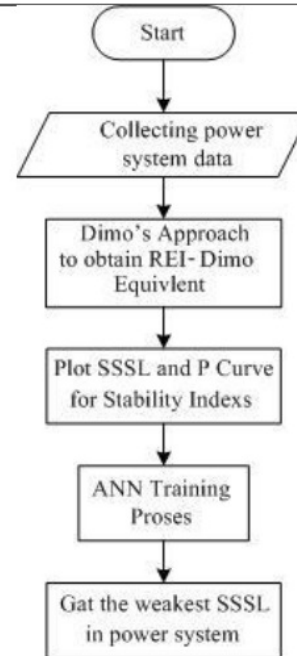 Start
Collecting power
system data
Dimo's Approach
to obtain REI-Dimo
Equivlent
Plot SSSL and P Curve
for Stability Indexs
ANN Training
Proses
Gat the weakest SSSL
in power system